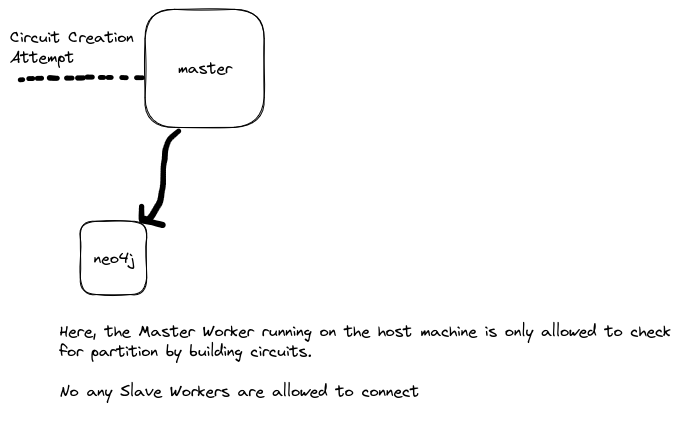 Circuit Creation
Attempt
master
neo4j
Here, the Master Worker running on the host machine is only allowed to check
for partition by building circuits.
No any Slave Workers are allowed to connect